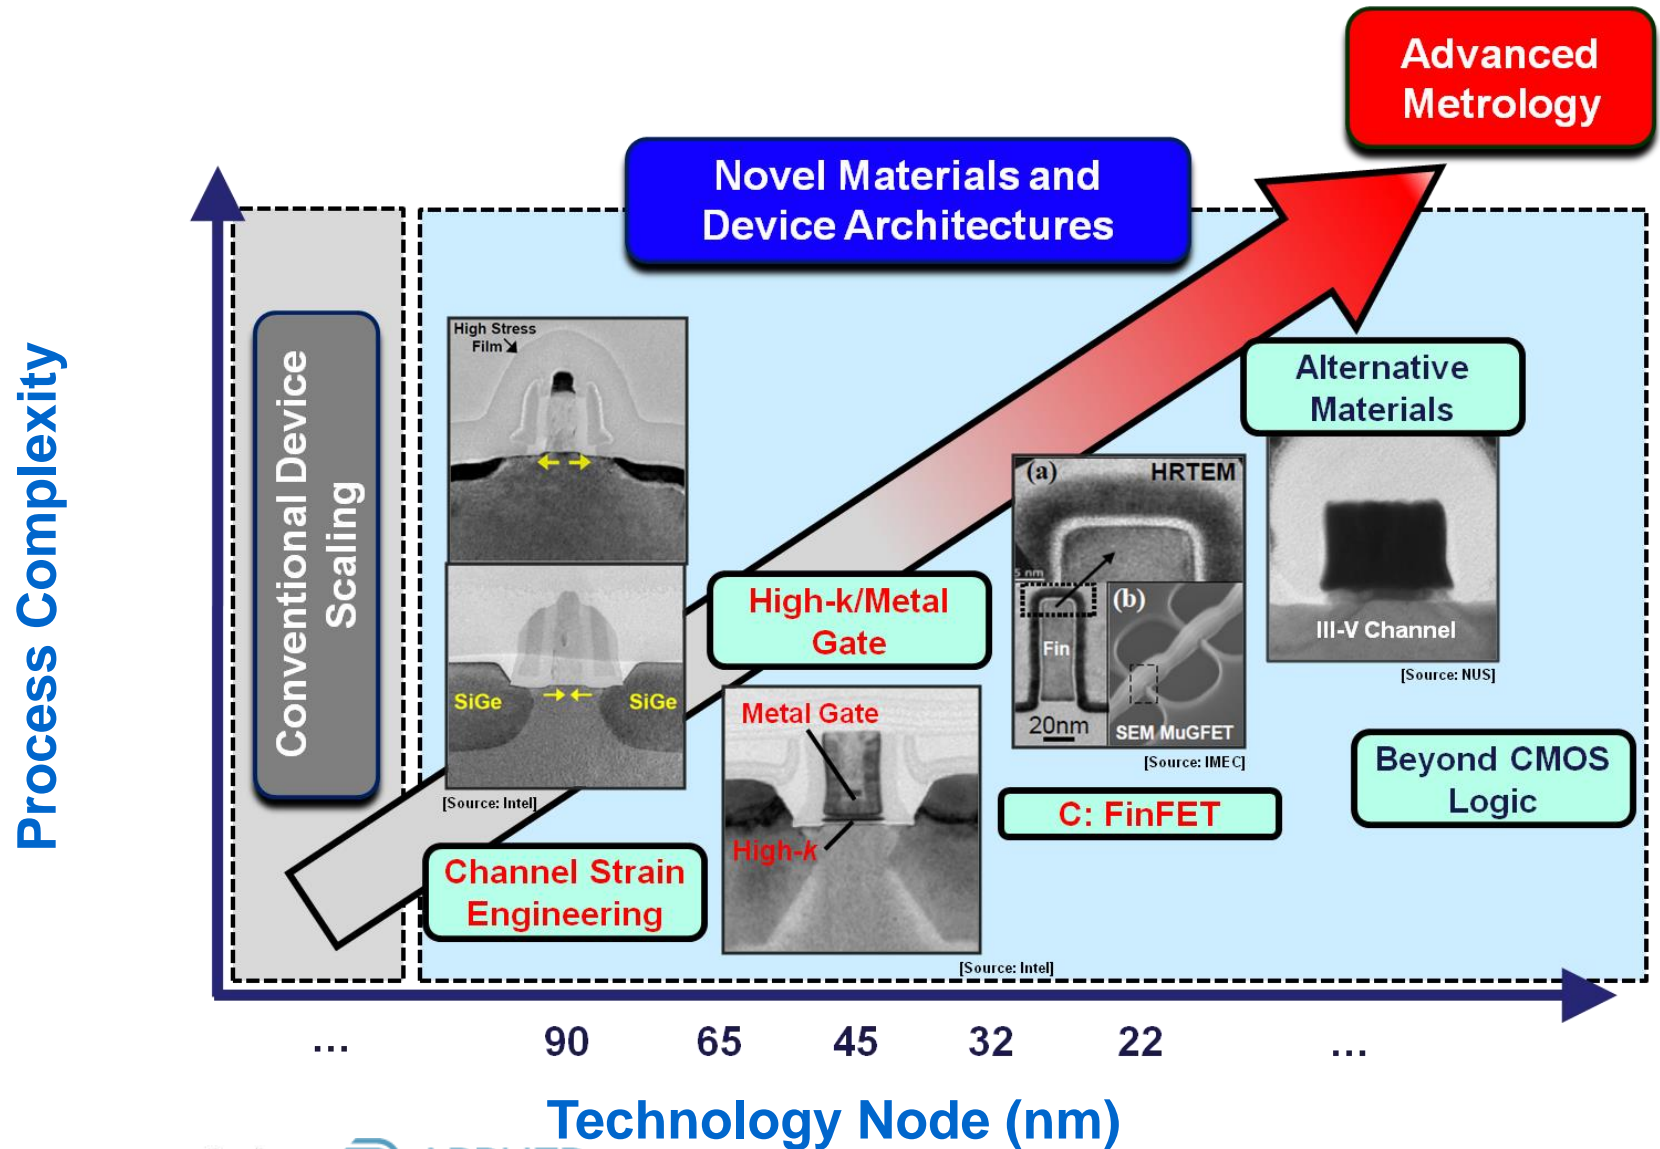 Advanced
Metrology
Novel Materials and
Device Architectures
Process Complexity
Conventional Device
Scaling
High Stress
Film
SiGe
SiGe
[Source: Intel]
Channel Strain
Engineering
High-k/Metal
Gate
Metal Gate
High-k
[Source: Intel]
(a)
HRTEM
5 nm
(b)
Fin
20nm
SEM MuGFET
[Source: IMEC]
C: FinFET
Alternative
Materials
III-V Channel
[Source: NUS]
Beyond CMOS
Logic
... 90 65 45 32 22 ...
Technology Node (nm)